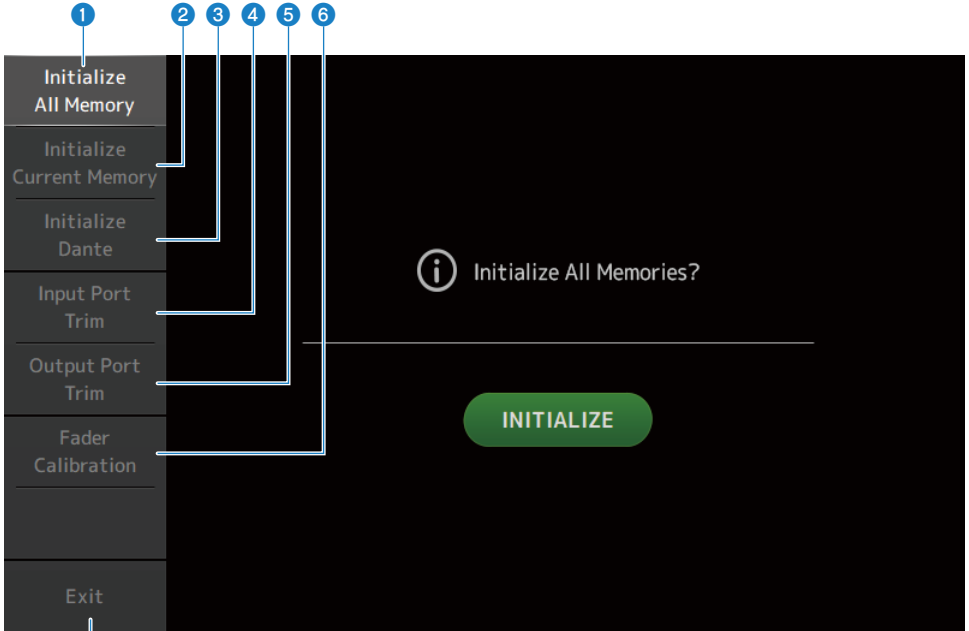 1 2 3 4 5 6
Initialize
All Memory
Initialize
Current Memory
Initialize
Dante
Input Port
Trim
Output Port
Trim
Fader
Calibration
Exit
Initialize All Memories?
INITIALIZE